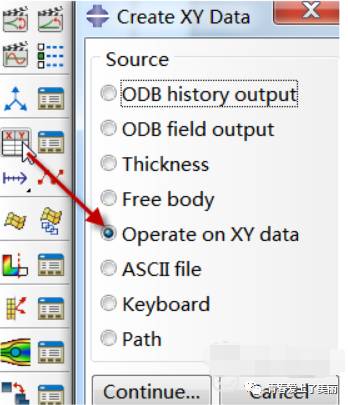 Create XY Data
X Y
Source
ODB history output
ODB field output
Thickness
Free body
Operate on XY data
ASCII file
Keyboard
Path
Continue...
Cancel